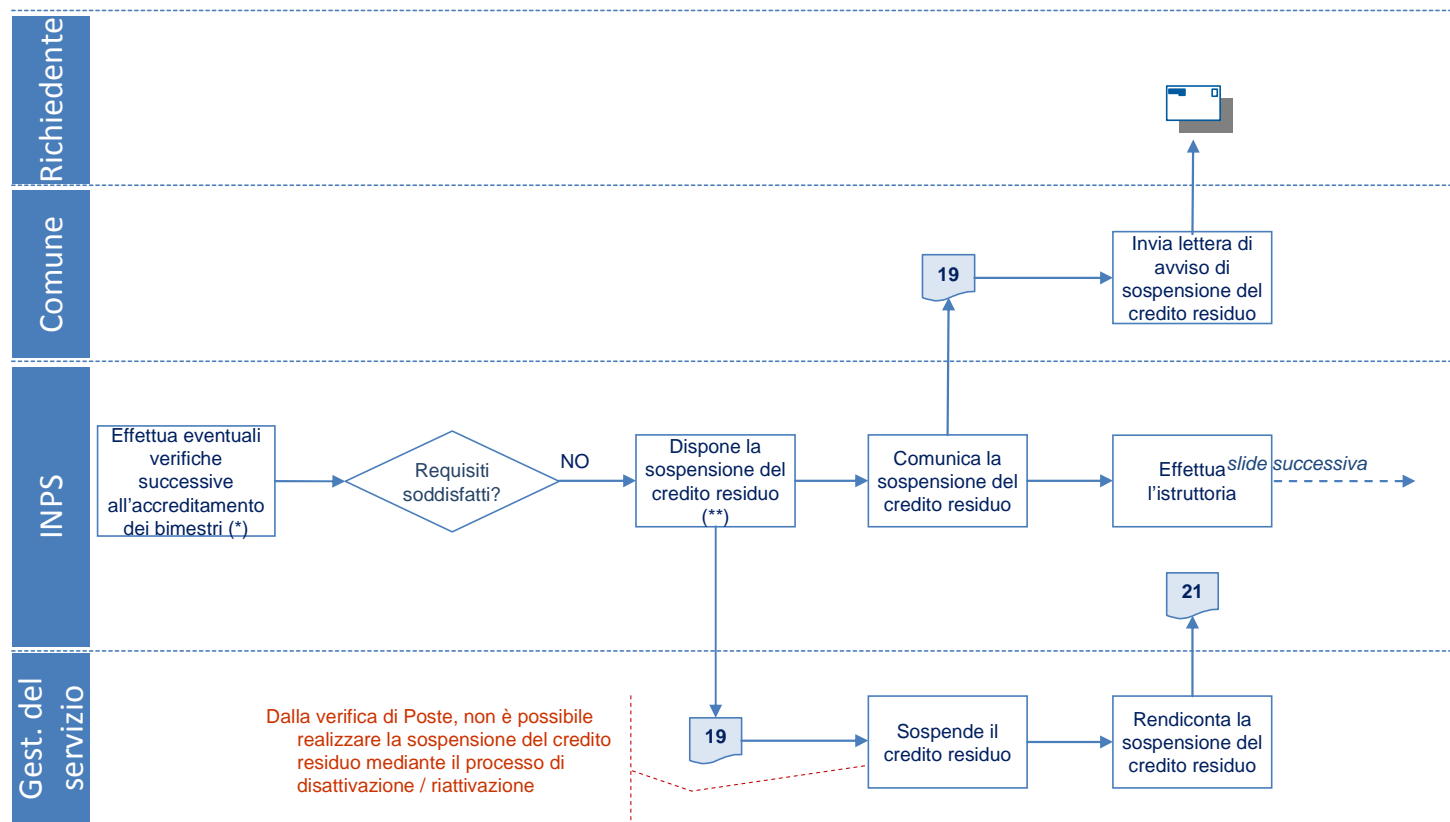 Richiedente
Comune
19
Invia lettera di
avviso di
sospensione del
credito residuo
INPS
Effettua eventuali
verifiche
successive
all'accreditamento
dei bimestri (*)
Requisiti
soddisfatti?
NO
Dispone la
sospensione del
credito residuo
(**)
Comunica la
sospensione del
credito residuo
Effettua
l'istruttoria
slide successiva
21
Gest. del
servizio
Dalla verifica di Poste, non è possibile
realizzare la sospensione del credito
residuo mediante il processo di
disattivazione / riattivazione
19
Sospende il
credito residuo
Rendiconta la
sospensione del
credito residuo